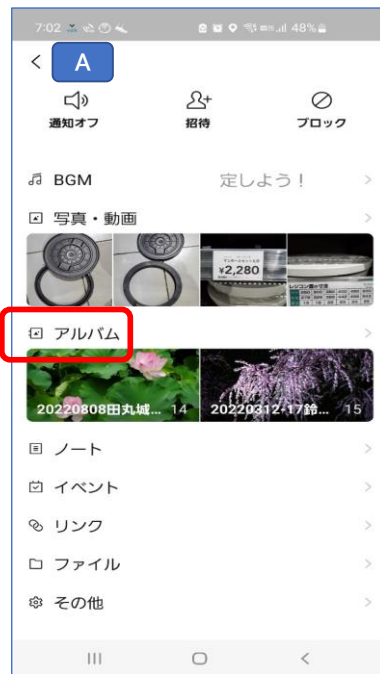 7:02 48%
A
通知オフ 招待 ブロック
BGM 定しよう！
写真・動画
¥2,280
アルバム
20220808田丸城... 14 20220312-17鈴... 15
ノート
イベント
リンク
ファイル
その他